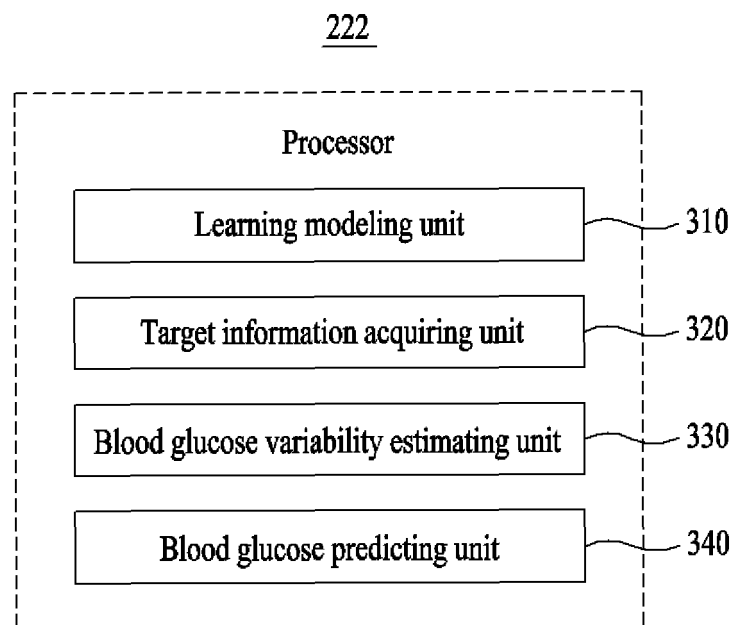 222
Processor
Learning modeling unit
310
Target information acquiring unit
320
Blood glucose variability estimating unit
330
Blood glucose predicting unit
340